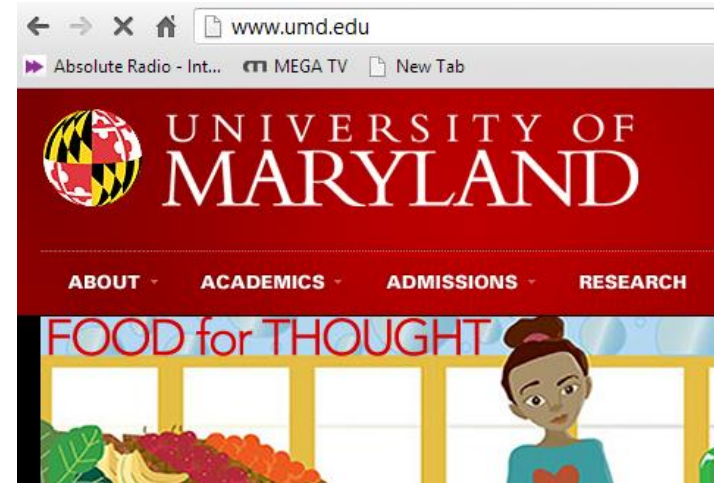 www.umd.edu
Absolute Radio - Int... m MEGA TV New Tab
UNIVERSITY OF
MARYLAND
ABOUT ACADEMICS ADMISSIONS RESEARCH
FOOD for THOUGHT